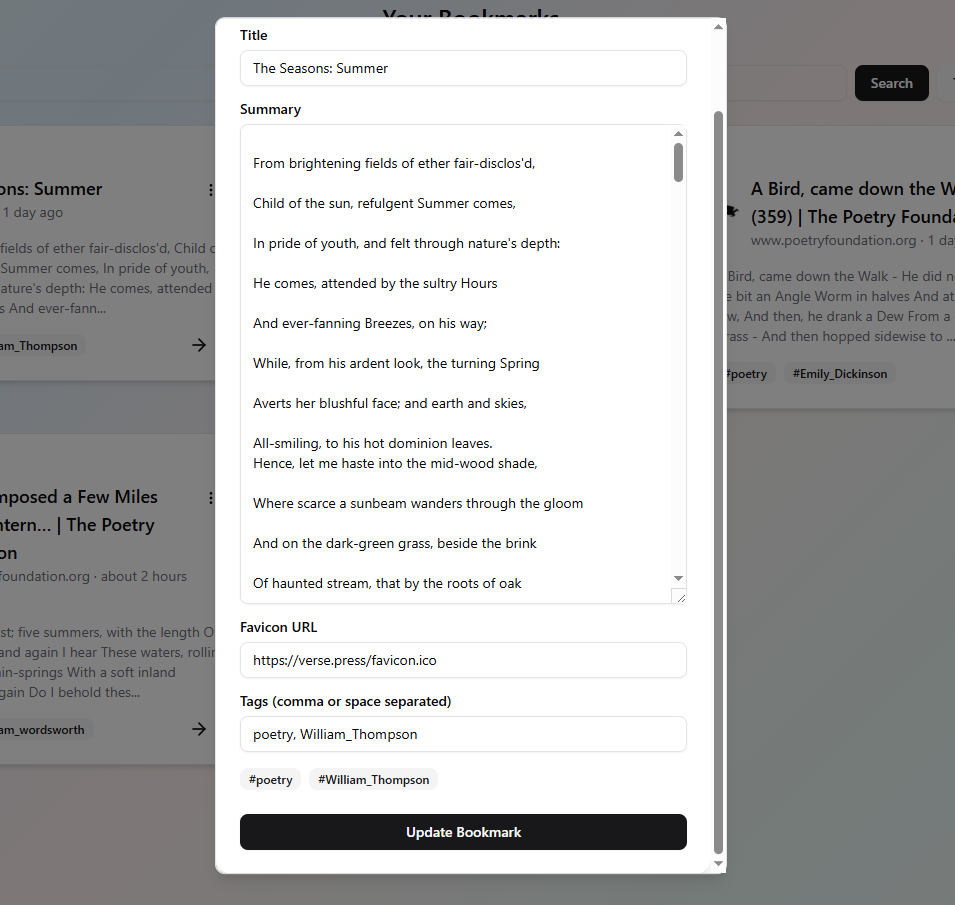 Your Bookmarks
Title
The Seasons: Summer
Summary
From brightening fields of ether fair-disclos'd,
Child of the sun, refulgent Summer comes,
In pride of youth, and felt through nature's depth:
He comes, attended by the sultry Hours
And ever-fanning Breezes, on his way;
While, from his ardent look, the turning Spring
Averts her blushful face; and earth and skies,
All-smiling, to his hot dominion leaves.
Hence, let me haste into the mid-wood shade,
Where scarce a sunbeam wanders through the gloom
And on the dark-green grass, beside the brink
Of haunted stream, that by the roots of oak
Favicon URL
https://verse.press/favicon.ico
Tags (comma or space separated)
poetry, William_Thompson
#poetry
#William_Thompson
Update Bookmark
Search
ons: Summer
1 day ago
fields of ether fair-disclos'd, Child
Summer comes, In pride of youth,
ature's depth: He comes, attended
s And ever-fann...
am_Thompson
mposed a Few Miles
ntern... | The Poetry
on
foundation.org · about 2 hours
st; five summers, with the length
and again I hear These waters,
in-springs With a soft inland
gain Do I behold thes...
am_wordsworth
A Bird, came down the
(359) | The Poetry
www.poetryfoundation.org · 1
Bird, came down the Walk - He did
e bit an Angle Worm in halves And
w, And then, he drank a Dew From a
rass - And then hopped sidewise to ...
#poetry
#Emily_Dickinson